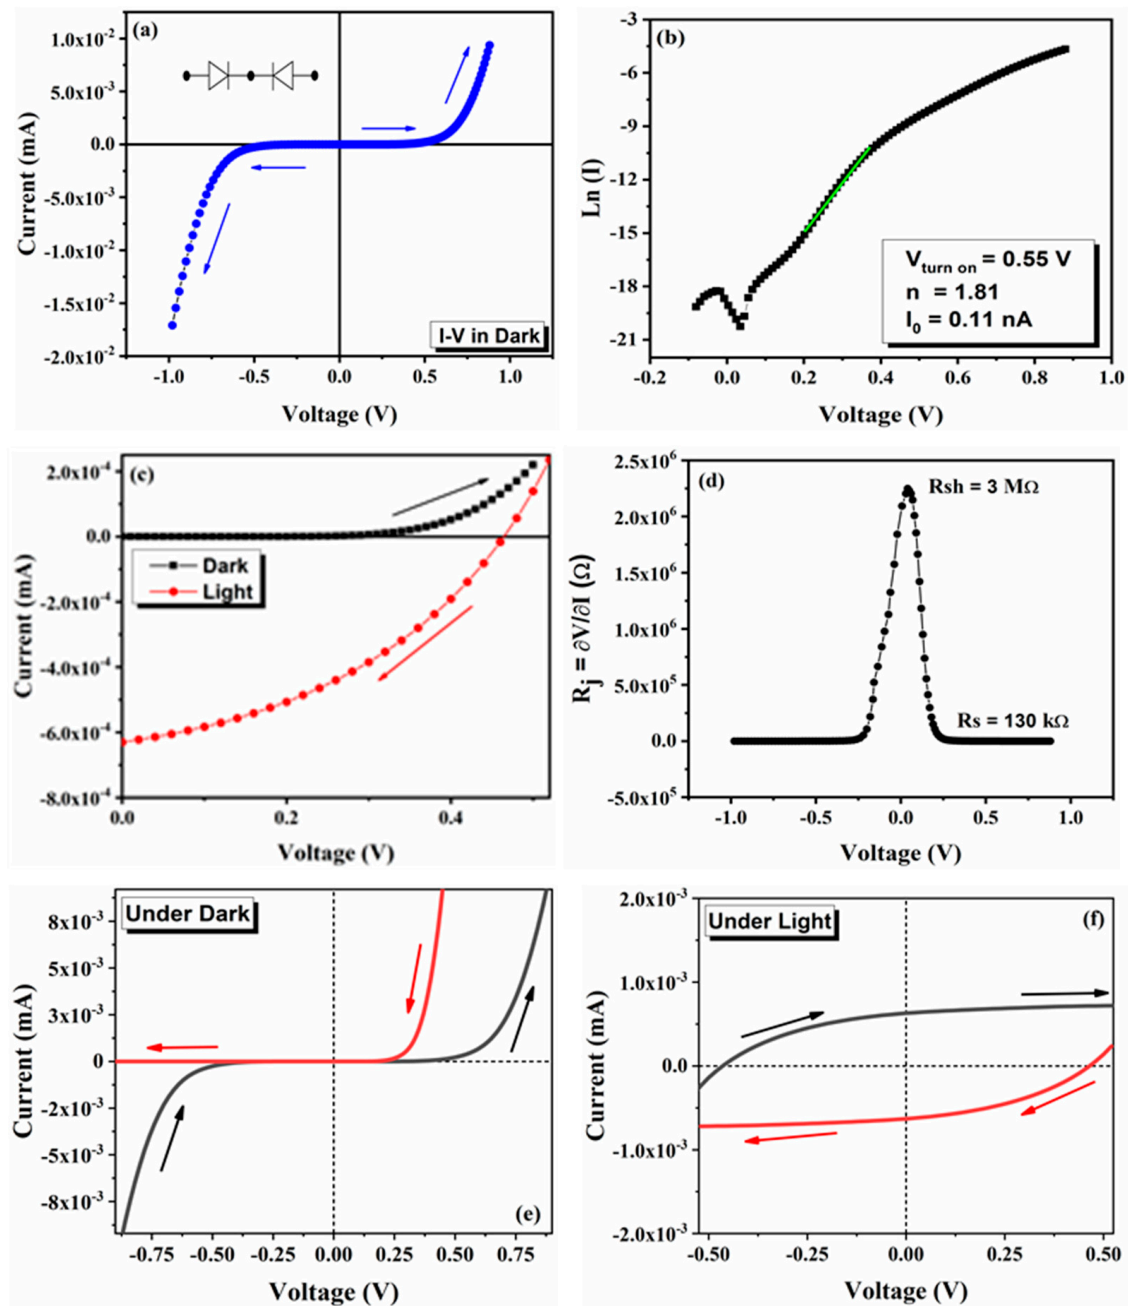 (a)
1.0x10⁻²
5.0x10⁻³
0.0
-5.0x10⁻³
-1.0x10⁻²
-1.5x10⁻²
-2.0x10⁻²
Current (mA)
I-V in Dark
-1.0 -0.5 0.0 0.5 1.0
Voltage (V)
(b)
-3
-6
-9
-12
-15
-18
-21
Ln (I)
V turn on = 0.55 V
n = 1.81
I₀ = 0.11 nA
-0.2 0.0 0.2 0.4 0.6 0.8 1.0
Voltage (V)
(c)
2.0x10⁻⁴
0.0
-2.0x10⁻⁴
-4.0x10⁻⁴
-6.0x10⁻⁴
-8.0x10⁻⁴
Current (mA)
Dark
Light
0.0 0.2 0.4
Voltage (V)
(d)
2.5x10⁶
2.0x10⁶
1.5x10⁶
1.0x10⁶
5.0x10⁵
0.0
-5.0x10⁵
Rj = ∂V/∂I (Ω)
Rsh = 3 MΩ
Rs = 130 kΩ
-1.0 -0.5 0.0 0.5 1.0
Voltage (V)
Under Dark
8x10⁻³
5x10⁻³
3x10⁻³
0
-2x10⁻³
-5x10⁻³
-8x10⁻³
Current (mA)
(e)
-0.75 -0.50 -0.25 0.00 0.25 0.50 0.75
Voltage (V)
Under Light
(f)
2.0x10⁻³
1.0x10⁻³
0.0
-1.0x10⁻³
-2.0x10⁻³
Current (mA)
-0.50 -0.25 0.00 0.25 0.50
Voltage (V)